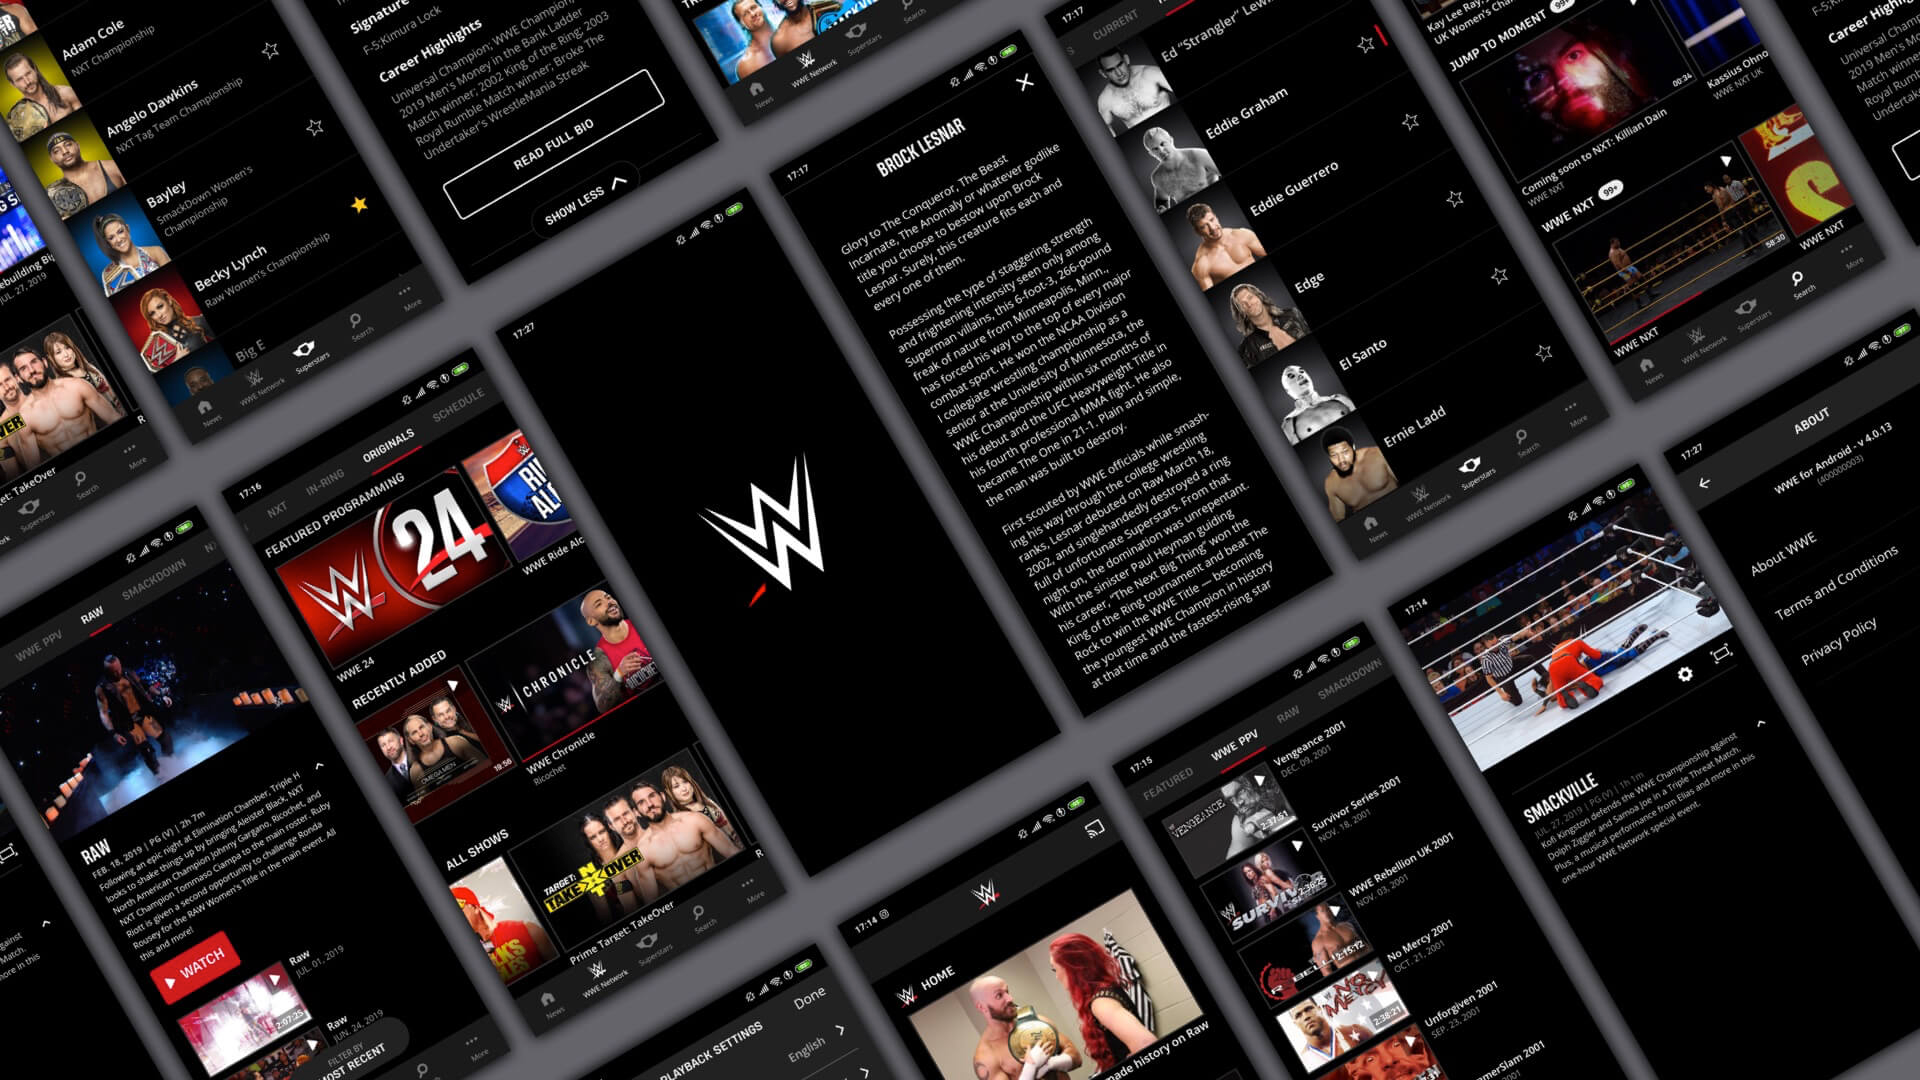 Adam Cole
NXT Championship
Angelo Dawkins
NXT Tag Team Championship
Bayley
SmackDown Women's
Championship
Becky Lynch
Raw Women's Championship
Big E
News
WWE Network
Superstars
Search
More
JUL. 27, 2019
Superstars
Search
More
Signature
F-5;Kimura Lock
Career Highlights
Universal Champion; WWE Champion;
2019 Men's Money in the Bank Ladder
Match winner; 2002 King of the Ring; 2003
Royal Rumble Match winner; Broke The
Undertaker's WrestleMania Streak
READ FULL BIO
SHOW LESS
News
WWE Network
Superstars
Search
17:17
BROCK LESNAR
Glory to The Conqueror, The Beast
Incarnate, The Anomaly or whatever godlike
title you choose to bestow upon Brock
Lesnar. Surely, this creature fits each and
every one of them.
Possessing the type of staggering strength
and frightening intensity seen only among
Superman villains, this 6-foot-3, 266-pound
freak of nature from Minneapolis, Minn.,
has forced his way to the top of every major
combat sport. He won the NCAA Division
I collegiate wrestling championship as a
senior at the University of Minnesota, the
WWE Championship within six months of
his debut and the UFC Heavyweight Title in
his fourth professional MMA fight. He also
became The One in 21-1. Plain and simple,
the man was built to destroy.
First scouted by WWE officials while smash-
ing his way through the college wrestling
ranks, Lesnar debuted on Raw March 18,
2002, and singlehandedly destroyed a ring
full of unfortunate Superstars. From that
night on, the domination was unrepentant.
With the sinister Paul Heyman guiding
his career, "The Next Big Thing" won the
King of the Ring tournament and beat The
Rock to win the WWE Title — becoming
the youngest WWE Champion in history
at that time and the fastest-rising star
17:17
CURRENT
Ed "Strangler" Lewis
Eddie Graham
Eddie Guerrero
Edge
El Santo
Ernie Ladd
News
WWE Network
Superstars
Search
More
Kay Lee Ray,
UK Women's
JUMP TO MOMENT
99+
00:34
Coming soon to NXT: Killian Dain
WWE NXT
Kassius Ohno
NXT UK
WWE NXT
99+
58:30
WWE NXT
WWE NXT
News
WWE Network
Superstars
Search
More
Career
Universal
2019 Men's
Match winner
Royal Rumble
Undertaker's
17:27
17:16
NXT
IN-RING
ORIGINALS
SCHEDULE
FEATURED PROGRAMMING
24
WWE 24
RIDE ALONG
WWE Ride Alo
RECENTLY ADDED
OMEGA MEN
19:56
CHRONICLE
WWE Chronicle
Ricochet
ALL SHOWS
TARGET:
NXT
TAKEOVER
Prime Target: TakeOver
News
WWE Network
Superstars
Search
More
WWE PPV
RAW
SMACKDOWN
RAW
FEB. 18, 2019 | PG (V) | 2h 7m
Following an epic night at Elimination Chamber, Triple H
looks to shake things up by bringing Aleister Black, NXT
North American Champion Johnny Gargano, Ricochet, and
NXT Champion Tommaso Ciampa to the main roster. Ruby
Riott is given a second opportunity to challenge Ronda
Rousey for the RAW Women's Title in the main event. All
this and more!
WATCH
2:07:25
Raw
JUL. 01, 2019
Raw
JUN. 24, 2019
FILTER BY
MOST RECENT
More
Done
PLAYBACK SETTINGS
English
17:14
HOME
made history on Raw
17:15
FEATURED
WWE PPV
RAW
SMACKDOWN
VENGEANCE
2:37:51
Vengeance 2001
DEC. 09, 2001
SURVIVOR
2:36:25
Survivor Series 2001
NOV. 18, 2001
2:15:12
WWE Rebellion UK 2001
NOV. 03, 2001
NO MERCY
2:38:21
No Mercy 2001
OCT. 21, 2001
Unforgiven 2001
SEP. 23, 2001
17:14
SMACKVILLE
JUL. 27, 2019 | PG (V) | 1h 1m
Kofi Kingston defends the WWE Championship against
Dolph Ziggler and Samoa Joe in a Triple Threat Match.
Plus, a musical performance from Elias and more in this
one-hour WWE Network special event.
17:27
ABOUT
WWE for Android - v 4.0.13
(40000003)
About WWE
Terms and Conditions
Privacy Policy